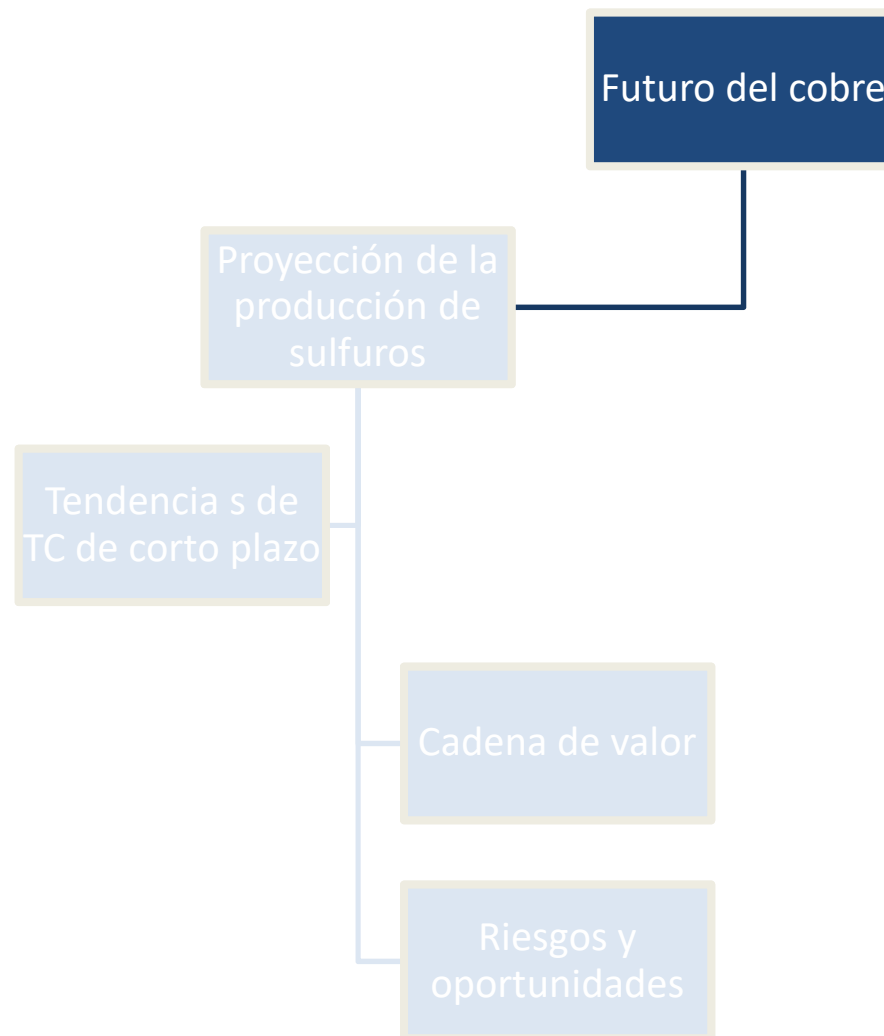 Futuro del cobre
Proyección de la
producción de
sulfuros
Tendencia s de
TC de corto plazo
Cadena de valor
Riesgos y
oportunidades